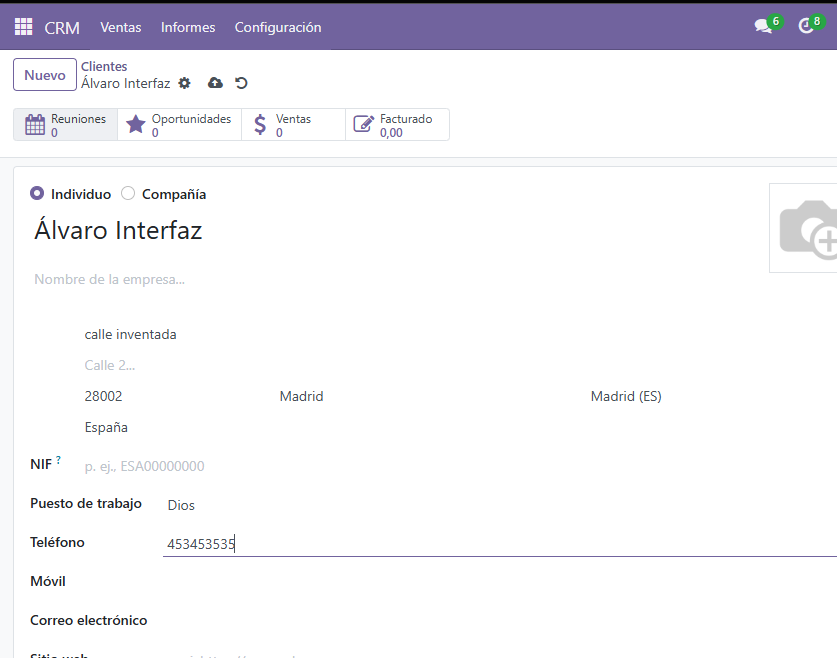 CRM Ventas Informes Configuración 6 8
Nuevo
Clientes
Álvaro Interfaz
Reuniones
0
Oportunidades
0
Ventas
0
Facturado
0,00
Individuo Compañía
Álvaro Interfaz
Nombre de la empresa...
calle inventada
Calle 2...
28002 Madrid Madrid (ES)
España
NIF ? p. ej., ESA00000000
Puesto de trabajo Dios
Teléfono 453453535
Móvil
Correo electrónico
Sitio web